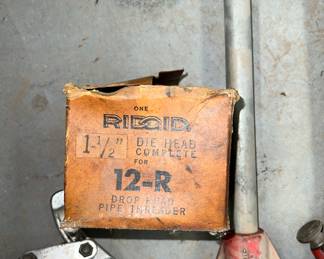 ONE
RIDGID
1-1/2" DIE HEAD
COMPLETE
FOR
12-R
DROP HEAD
PIPE THREADER